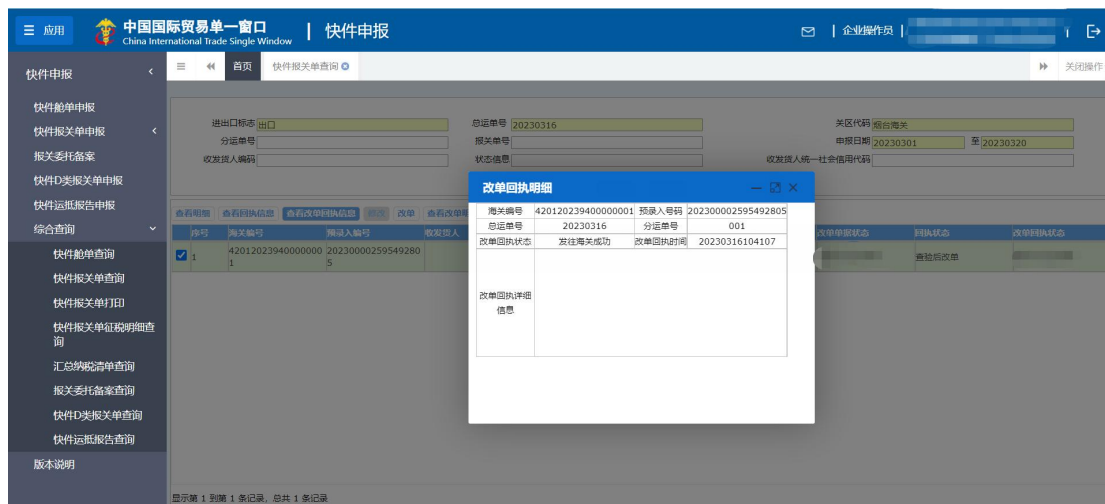 应用
中国国际贸易单一窗口 | 快件申报
China International Trade Single Window
企业操作员 |
快件申报
首页
快件报关单查询
关闭操作
快件舱单申报
快件报关单申报
报关委托备案
快件D类报关单申报
快件运抵报告申报
综合查询
快件舱单查询
快件报关单查询
快件报关单打印
快件报关单征税明细查
询
汇总纳税清单查询
报关委托备案查询
快件D类报关单查询
快件运抵报告查询
版本说明
进出口标志 出口 总运单号 20230316 关区代码 烟台海关
分运单号 报关单号 申报日期 20230301 至 20230320
收发货人编码 状态信息 收发货人统一社会信用代码
查看明细 查看回执信息 查看改单回执信息 修改 改单 查看改单明
序号 海关编号 预录入编号 收发货人 改单单据状态 回执状态 改单回执状态
1 42012023940000000 20230000259549280 查验后改单
1 5
改单回执明细
海关编号 420120239400000001 预录入号码 202300002595492805
总运单号 20230316 分运单号 001
改单回执状态 发往海关成功 改单回执时间 20230316104107
改单回执详细
信息
显示第 1 到第 1 条记录，总共 1 条记录